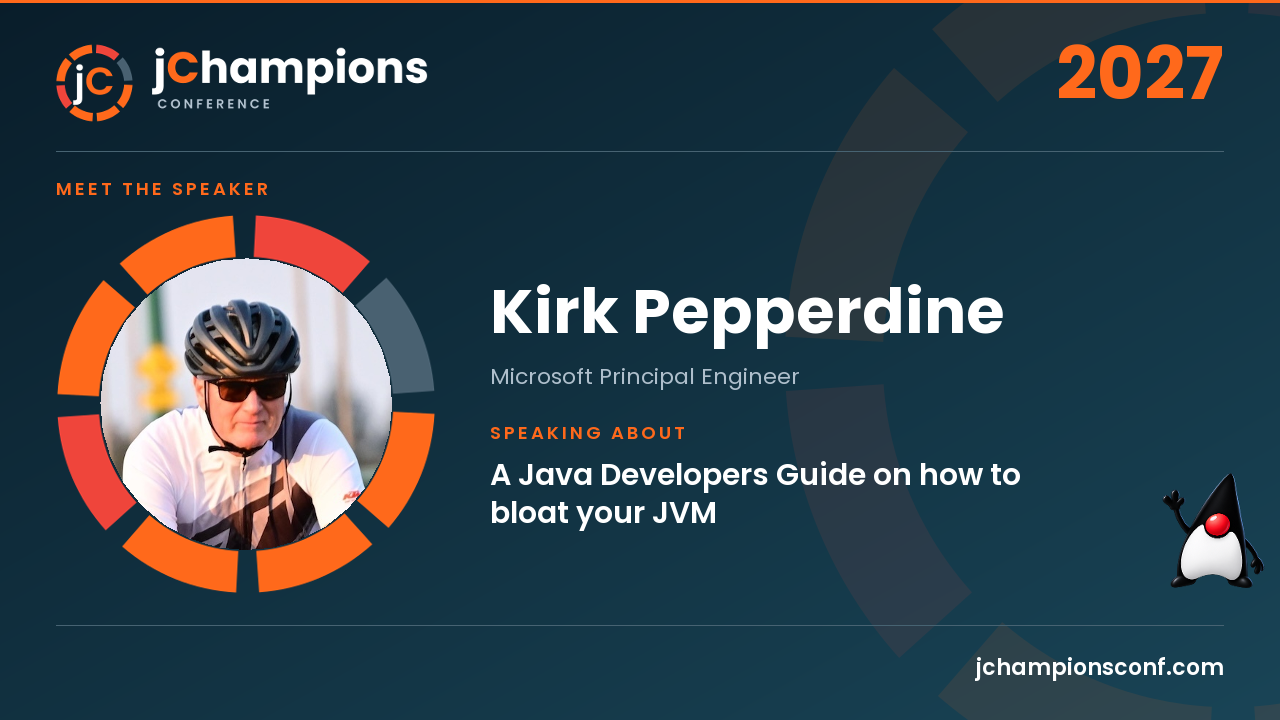 jC
jChampions
CONFERENCE
2027
MEET THE SPEAKER
Kirk Pepperdine
Microsoft Principal Engineer
SPEAKING ABOUT
A Java Developers Guide on how to
bloat your JVM
jchampionsconf.com